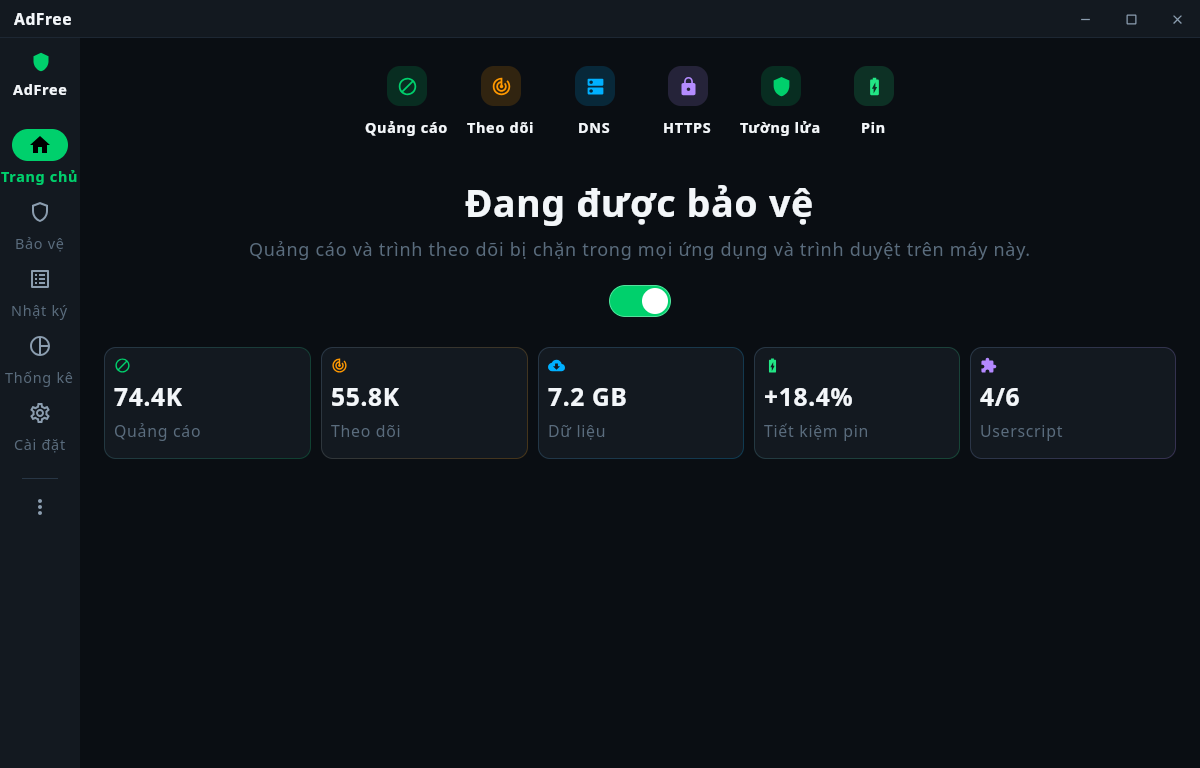 AdFree
AdFree
Trang chủ
Bảo vệ
Nhật ký
Thống kê
Cài đặt
Quảng cáo
Theo dõi
DNS
HTTPS
Tường lửa
Pin
Đang được bảo vệ
Quảng cáo và trình theo dõi bị chặn trong mọi ứng dụng và trình duyệt trên máy này.
74.4K
Quảng cáo
55.8K
Theo dõi
7.2 GB
Dữ liệu
+18.4%
Tiết kiệm pin
4/6
Userscript